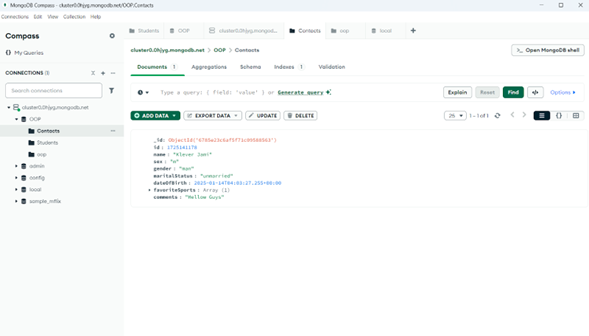 MongoDB Compass - cluster0.0hjyg.mongodb.net/OOP.Contacts
Connections Edit View Collection Help
Compass
My Queries
CONNECTIONS (1)
Search connections
cluster0.0hjyg.mongodb.net
OOP
Contacts
Students
oop
admin
config
local
sample_mflix
Students
OOP
cluster0.0hjyg.mongod...
Contacts
oop
local
cluster0.0hjyg.mongodb.net > OOP > Contacts
Open MongoDB shell
Documents 1
Aggregations
Schema
Indexes 1
Validation
Type a query: { field: 'value' } or Generate query
Explain
Reset
Find
Options
ADD DATA
EXPORT DATA
UPDATE
DELETE
25
1 – 1 of 1
id : 1725141178
name : "Klever Jami"
sex : "m"
gender : "man"
maritalStatus : "unmarried"
dateOfBirth : 2025-01-14T04:03:27.255+00:00
favoriteSports : Array (1)
comments : "Hellow Guys"